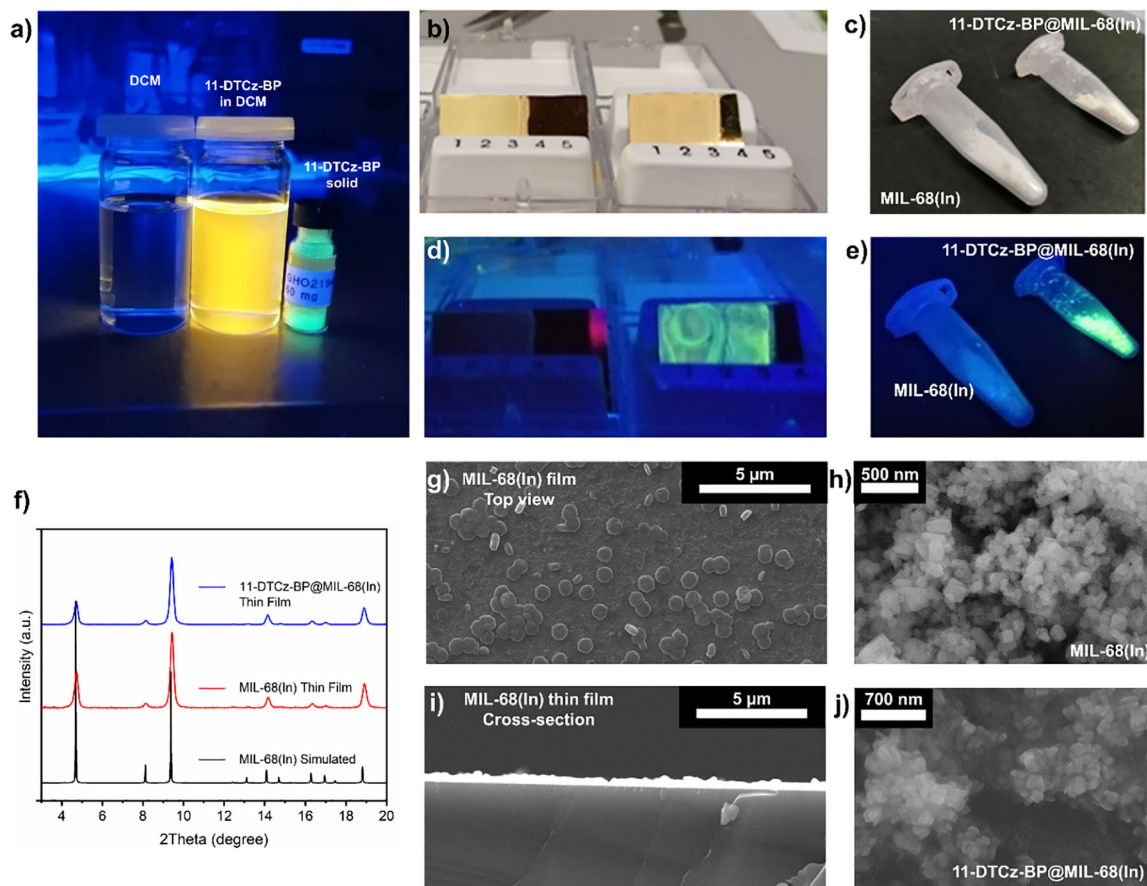 a)
DCM
11-DTCz-BP
in DCM
11-DTCz-BP
solid
GHO219
50 mg
b)
1 2 3 4 5
1 2 3 4 5
c)
11-DTCz-BP@MIL-68(In)
MIL-68(In)
d)
e)
11-DTCz-BP@MIL-68(In)
MIL-68(In)
f)
Intensity (a.u.)
11-DTCz-BP@MIL-68(In)
Thin Film
MIL-68(In) Thin Film
MIL-68(In) Simulated
4 6 8 10 12 14 16 18 20
2Theta (degree)
g)
MIL-68(In) film
Top view
5 µm
h)
500 nm
MIL-68(In)
i)
MIL-68(In) thin film
Cross-section
5 µm
j)
700 nm
11-DTCz-BP@MIL-68(In)